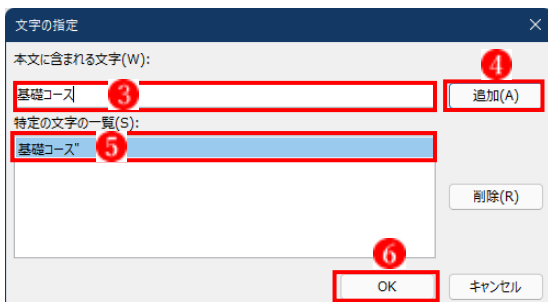 文字の指定
本文に含まれる文字(W):
4
基礎コース 3 追加(A)
特定の文字の一覧(S):
基礎コース" 5
削除(R)
6
OK キャンセル